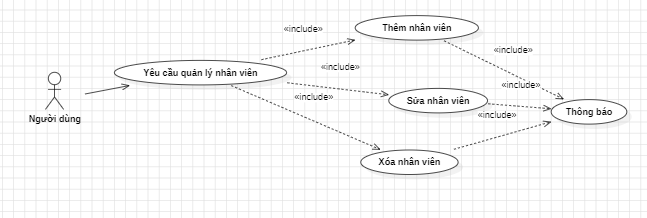 «include»
Thêm nhân viên
«include»
Yêu cầu quản lý nhân viên
«include»
«include»
«include»
Sửa nhân viên
Thông báo
«include»
Người dùng
Xóa nhân viên